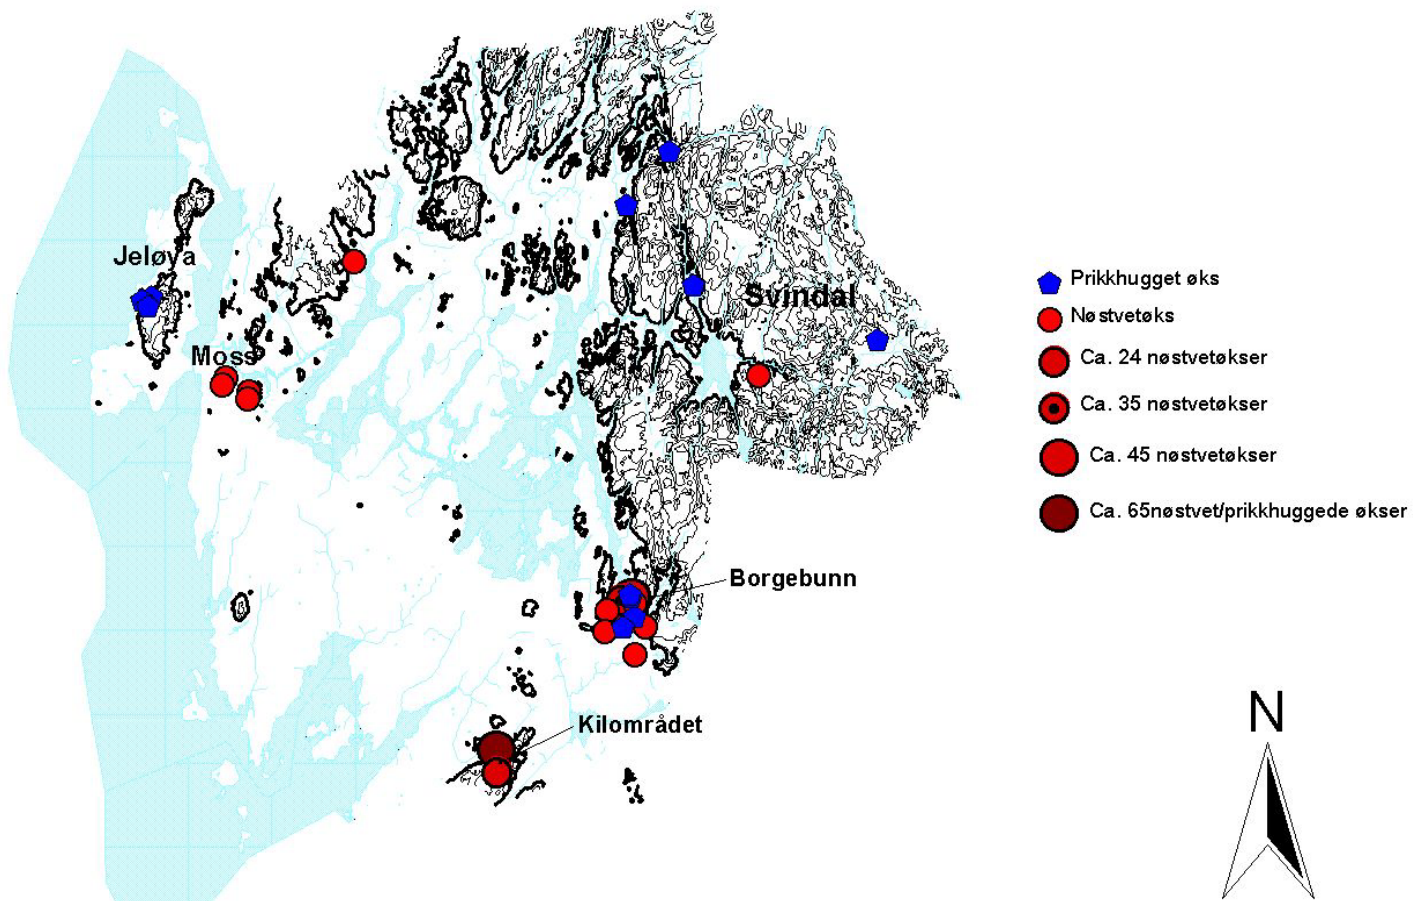 Jeløya
Moss
Svindal
Borgebunn
Kilområdet
Prikkhugget øks
Nøstvetøks
Ca. 24 nøstvetøkser
Ca. 35 nøstvetøkser
Ca. 45 nøstvetøkser
Ca. 65nøstvet/prikkhuggede økser
N